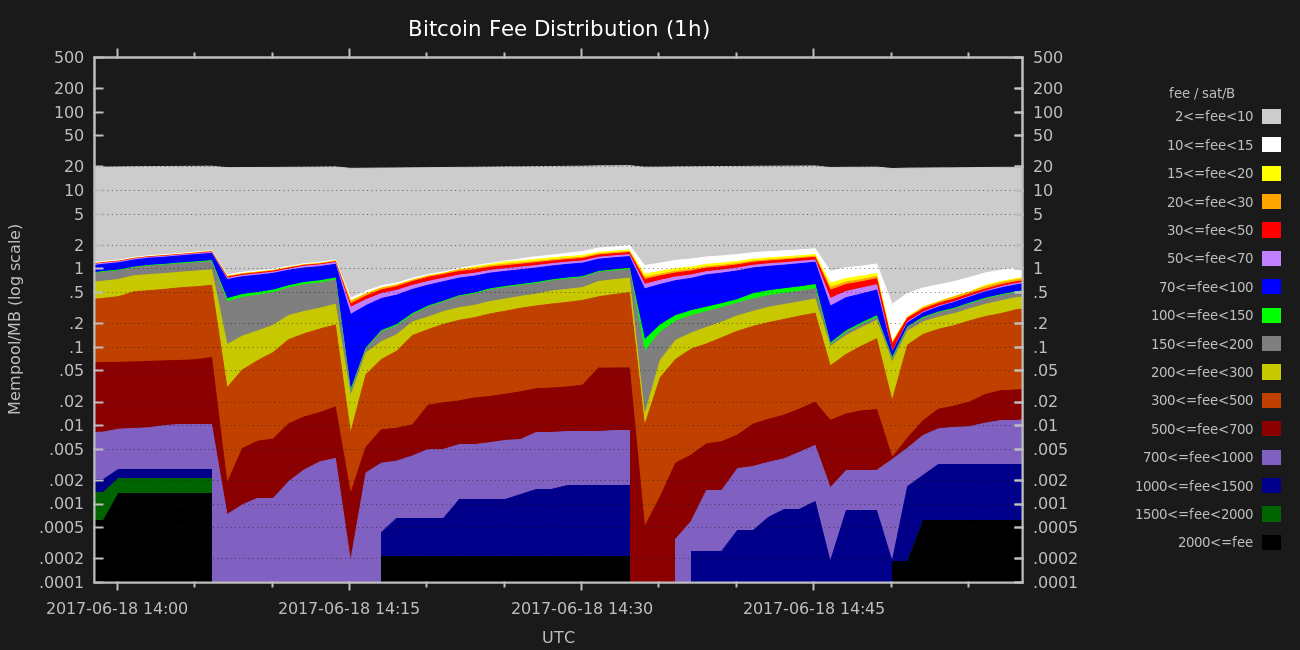 Bitcoin Fee Distribution (1h)
Mempool/MB (log scale)
500
200
100
50
20
10
5
2
1
.5
.2
.1
.05
.02
.01
.005
.002
.001
.0005
.0002
.0001
500
200
100
50
20
10
5
2
1
.5
.2
.1
.05
.02
.01
.005
.002
.001
.0005
.0002
.0001
2017-06-18 14:00
2017-06-18 14:15
2017-06-18 14:30
2017-06-18 14:45
UTC
fee / sat/B
2<=fee<10
10<=fee<15
15<=fee<20
20<=fee<30
30<=fee<50
50<=fee<70
70<=fee<100
100<=fee<150
150<=fee<200
200<=fee<300
300<=fee<500
500<=fee<700
700<=fee<1000
1000<=fee<1500
1500<=fee<2000
2000<=fee